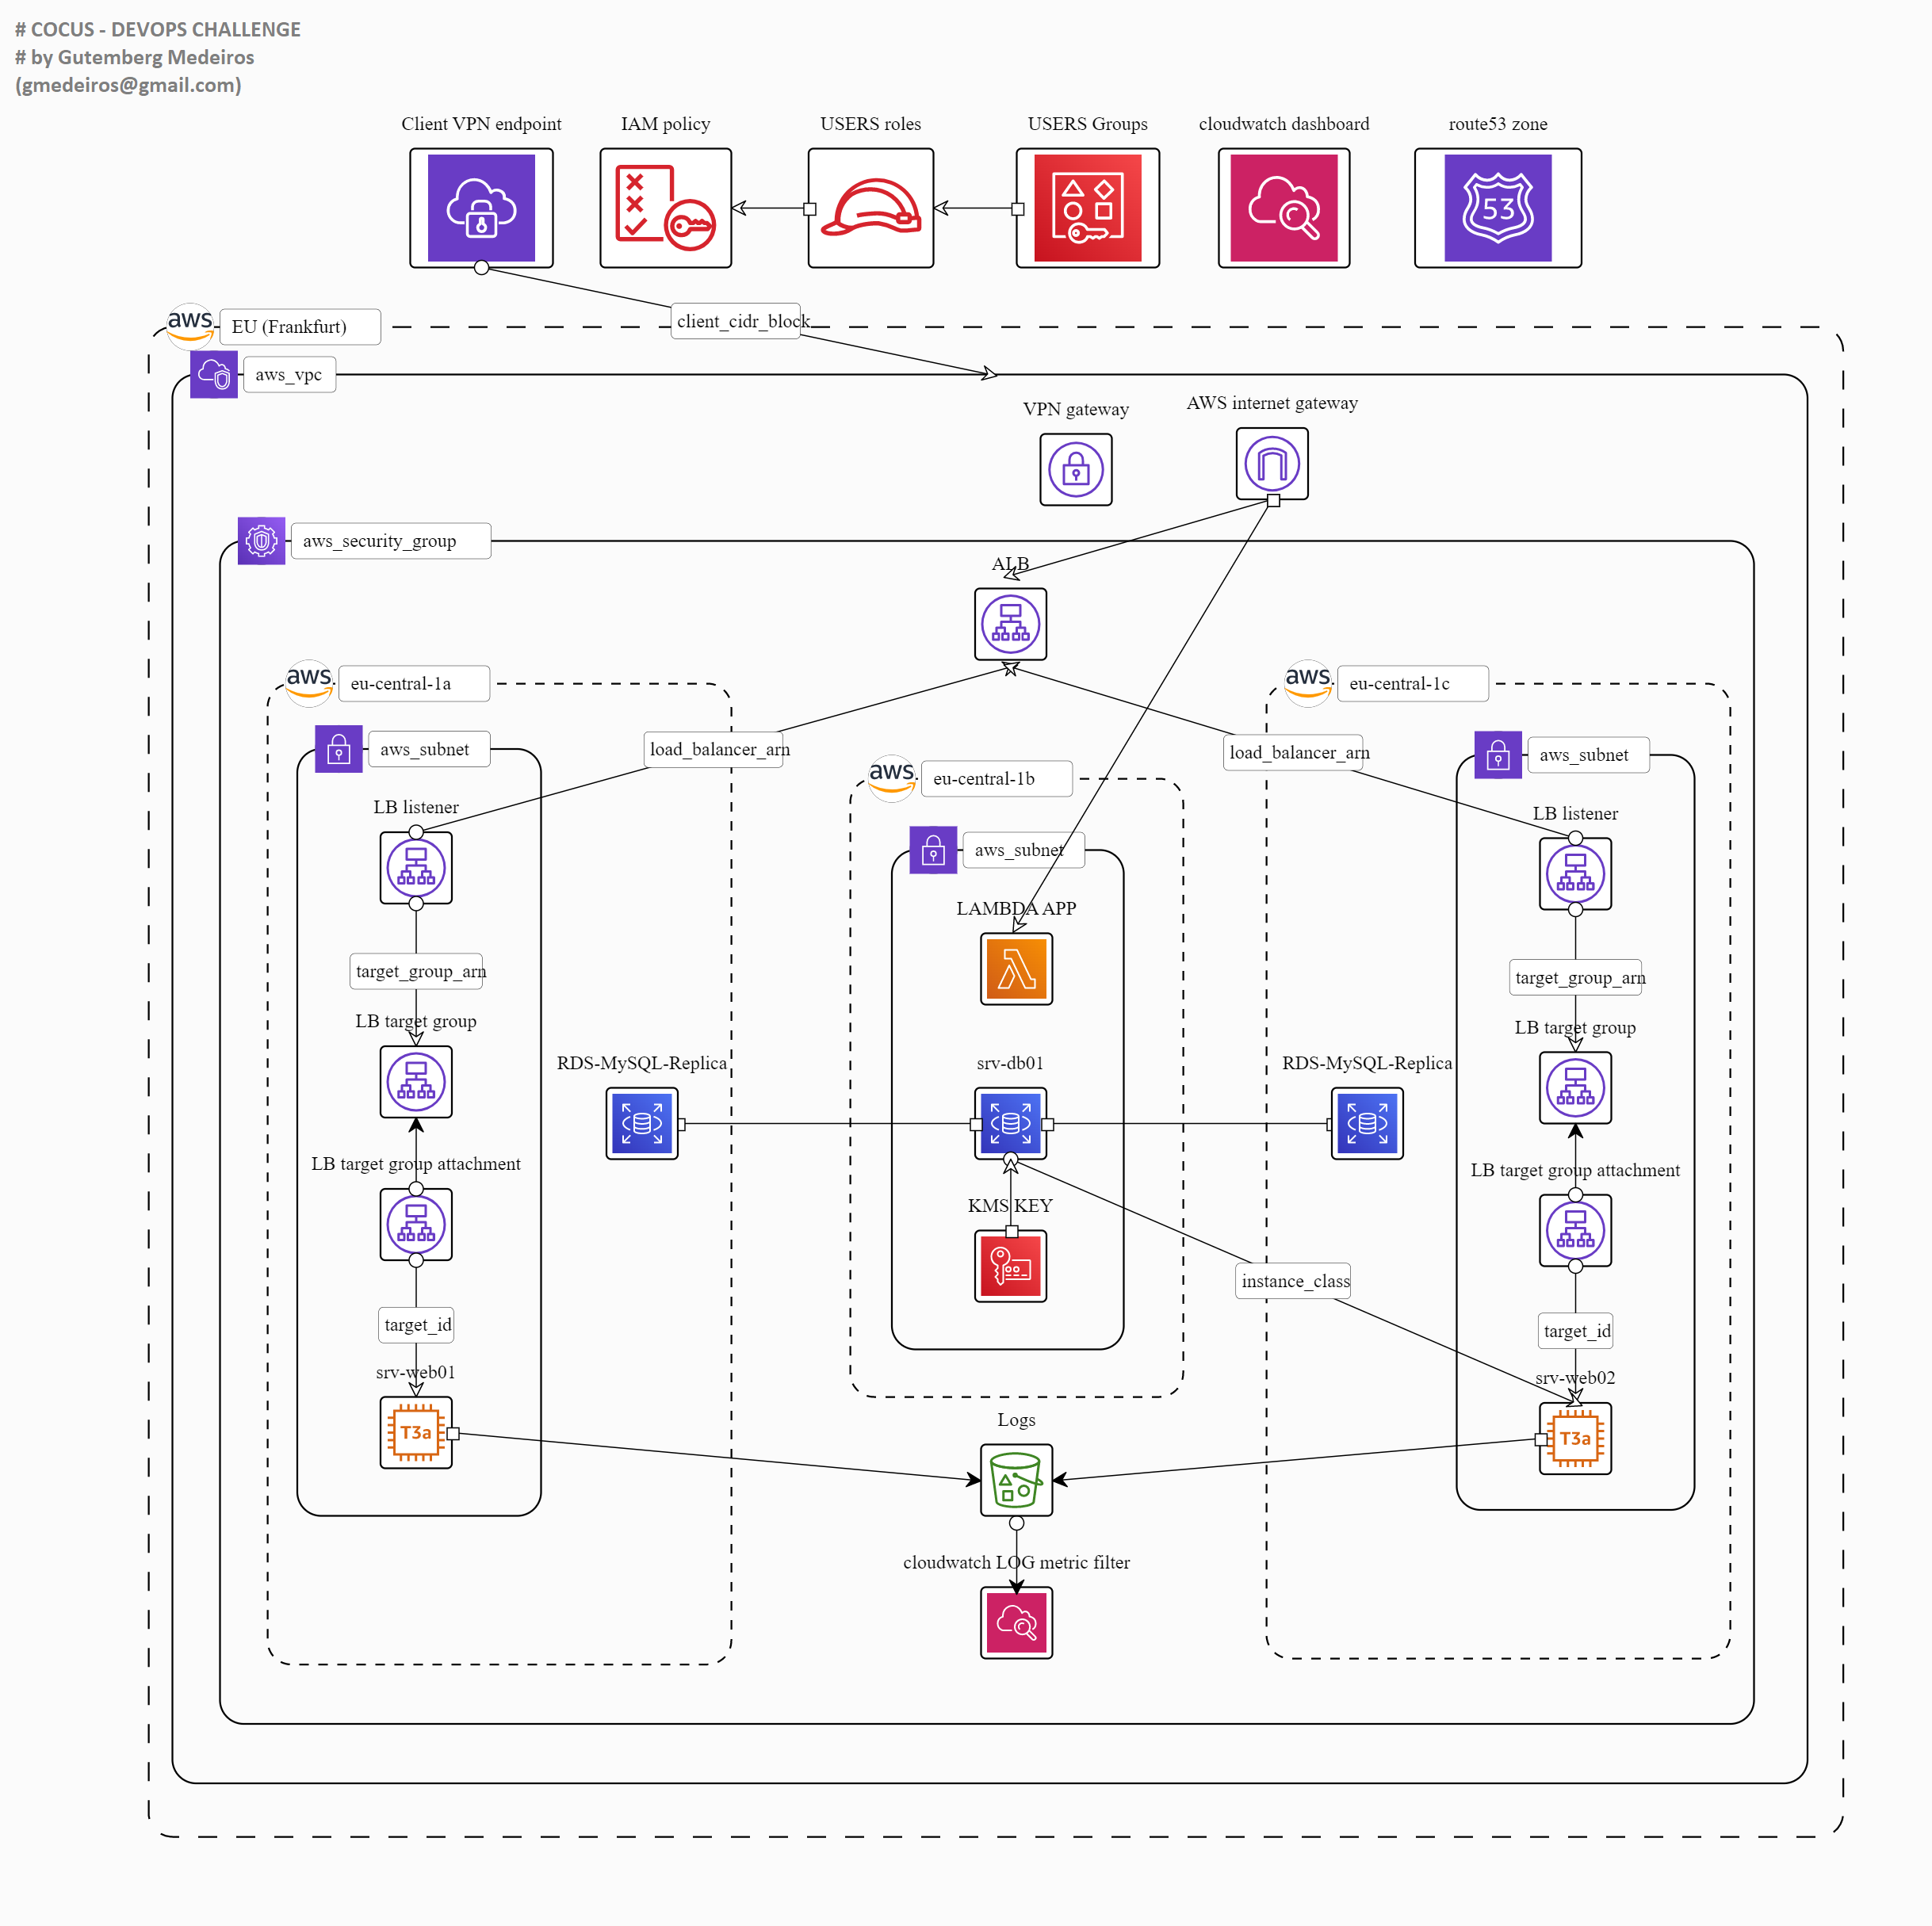 # COCUS - DEVOPS CHALLENGE
# by Gutemberg Medeiros
(gmedeiros@gmail.com)
Client VPN endpoint
IAM policy
USERS roles
USERS Groups
cloudwatch dashboard
route53 zone
53
client_cidr_block
aws
EU (Frankfurt)
aws_vpc
VPN gateway
AWS internet gateway
aws_security_group
ALB
aws
eu-central-1a
aws
eu-central-1c
load_balancer_arn
load_balancer_arn
aws_subnet
aws_subnet
aws
eu-central-1b
LB listener
LB listener
aws_subnet
LAMBDA APP
target_group_arn
target_group_arn
LB target group
LB target group
RDS-MySQL-Replica
srv-db01
RDS-MySQL-Replica
LB target group attachment
LB target group attachment
KMS KEY
instance_class
target_id
target_id
srv-web01
srv-web02
T3a
T3a
Logs
cloudwatch LOG metric filter